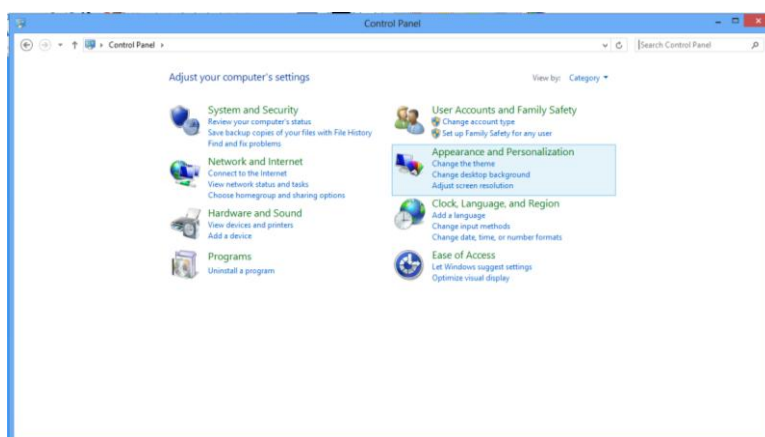 Control Panel
Control Panel
Search Control Panel
Adjust your computer's settings
View by: Category
System and Security
Review your computer's status
Save backup copies of your files with File History
Find and fix problems
Network and Internet
Connect to the Internet
View network status and tasks
Choose homegroup and sharing options
Hardware and Sound
View devices and printers
Add a device
Programs
Uninstall a program
User Accounts and Family Safety
Change account type
Set up Family Safety for any user
Appearance and Personalization
Change the theme
Change desktop background
Adjust screen resolution
Clock, Language, and Region
Add a language
Change input methods
Change date, time, or number formats
Ease of Access
Let Windows suggest settings
Optimize visual display